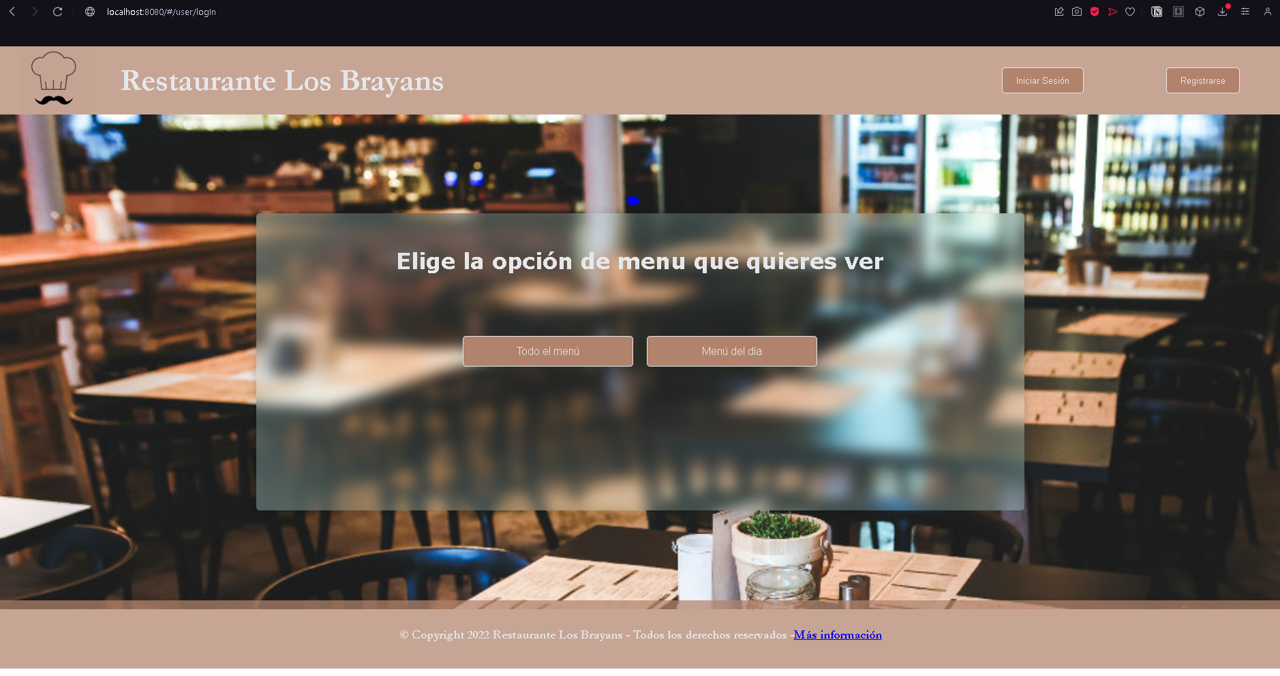 localhost:8080/#/user/login
Restaurante Los Brayans
Iniciar Sesión
Registrarse
Elige la opción de menu que quieres ver
Todo el menú
Menú del día
© Copyright 2022 Restaurante Los Brayans - Todos los derechos reservados -Más información